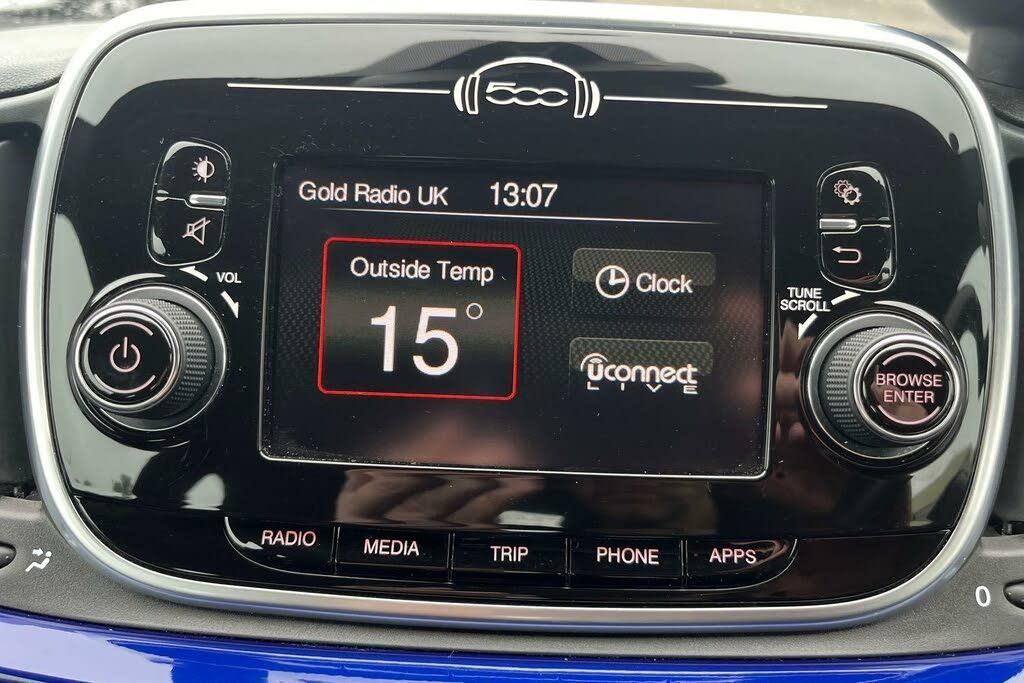 500
Gold Radio UK 13:07
VOL
Outside Temp
15°
Clock
Uconnect
LIVE
TUNE
SCROLL
BROWSE
ENTER
RADIO MEDIA TRIP PHONE APPS
0